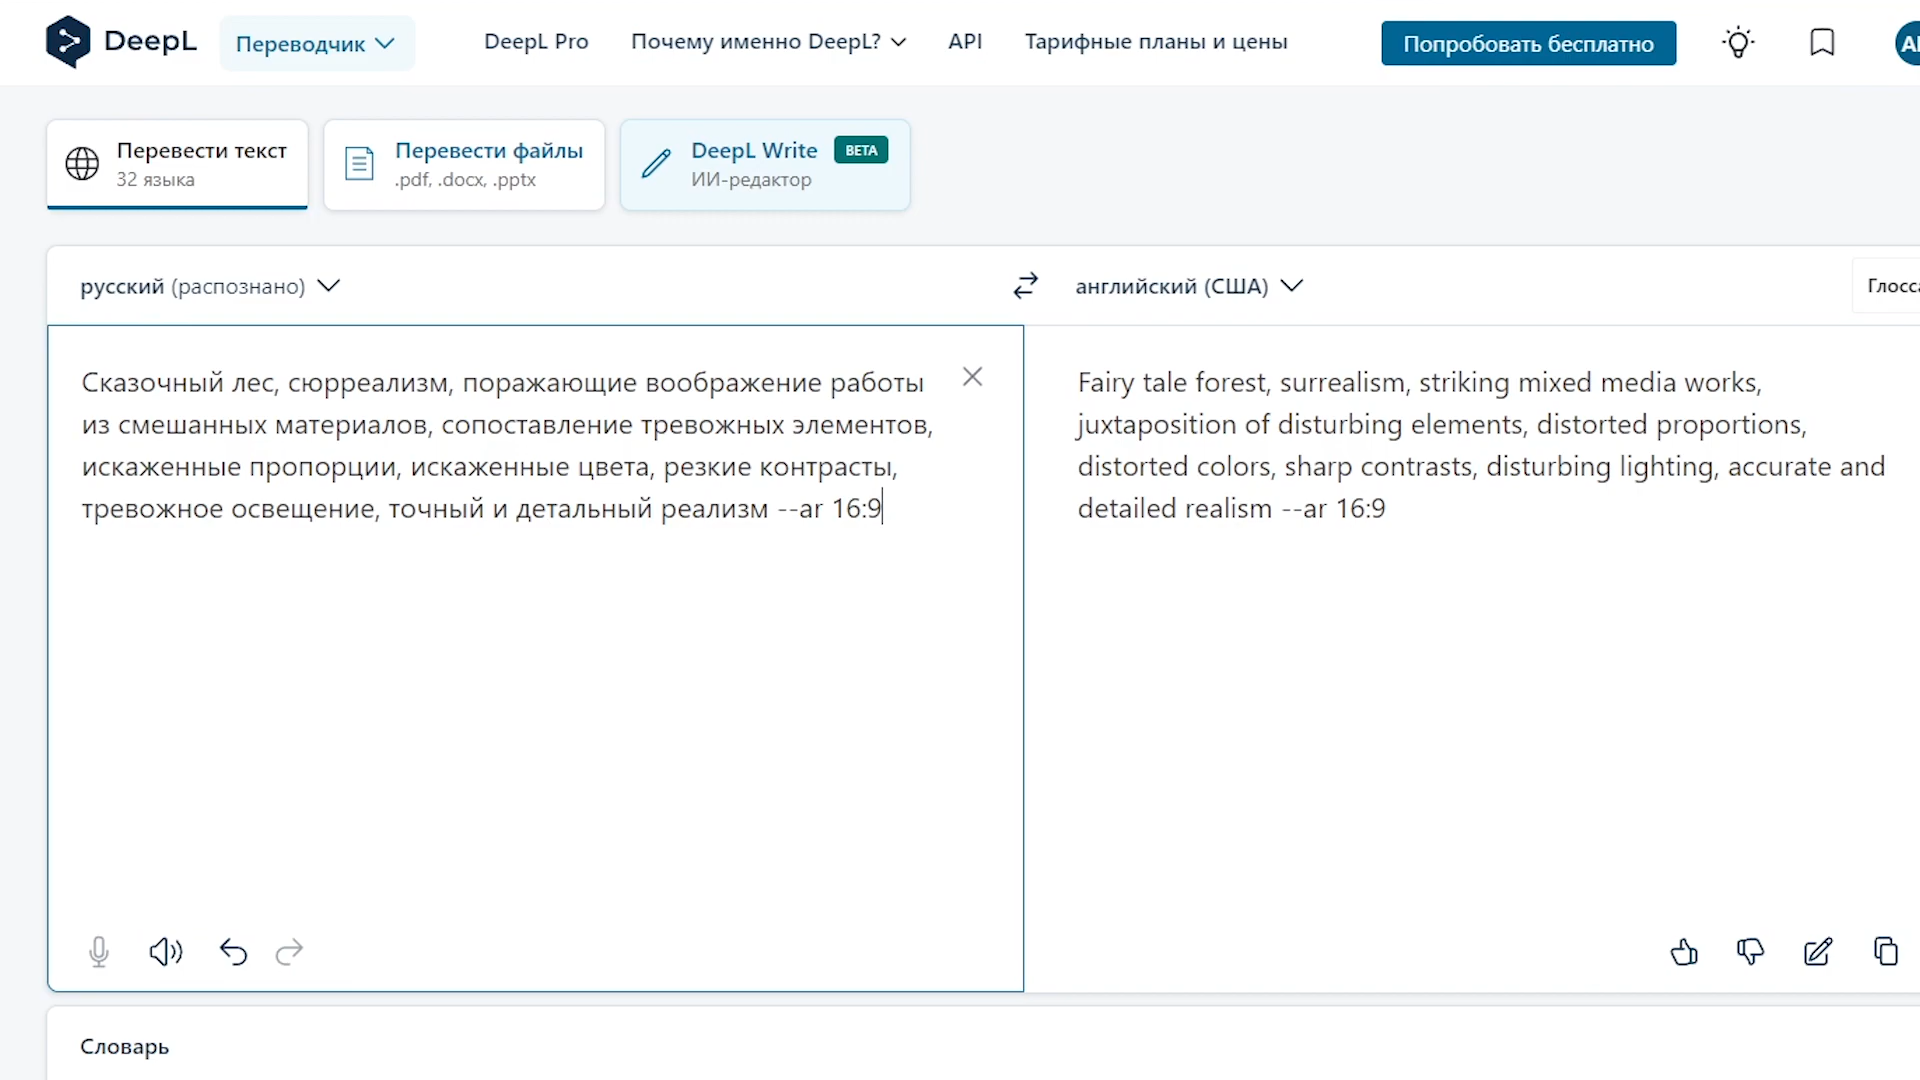 DeepL
Переводчик
DeepL Pro
Почему именно DeepL?
API
Тарифные планы и цены
Попробовать бесплатно
Перевести текст
32 языка
Перевести файлы
.pdf, .docx, .pptx
DeepL Write BETA
ИИ-редактор
русский (распознано)
английский (США)
Сказочный лес, сюрреализм, поражающие воображение работы
из смешанных материалов, сопоставление тревожных элементов,
искаженные пропорции, искаженные цвета, резкие контрасты,
тревожное освещение, точный и детальный реализм --ar 16:9
Fairy tale forest, surrealism, striking mixed media works,
juxtaposition of disturbing elements, distorted proportions,
distorted colors, sharp contrasts, disturbing lighting, accurate and
detailed realism --ar 16:9
Словарь